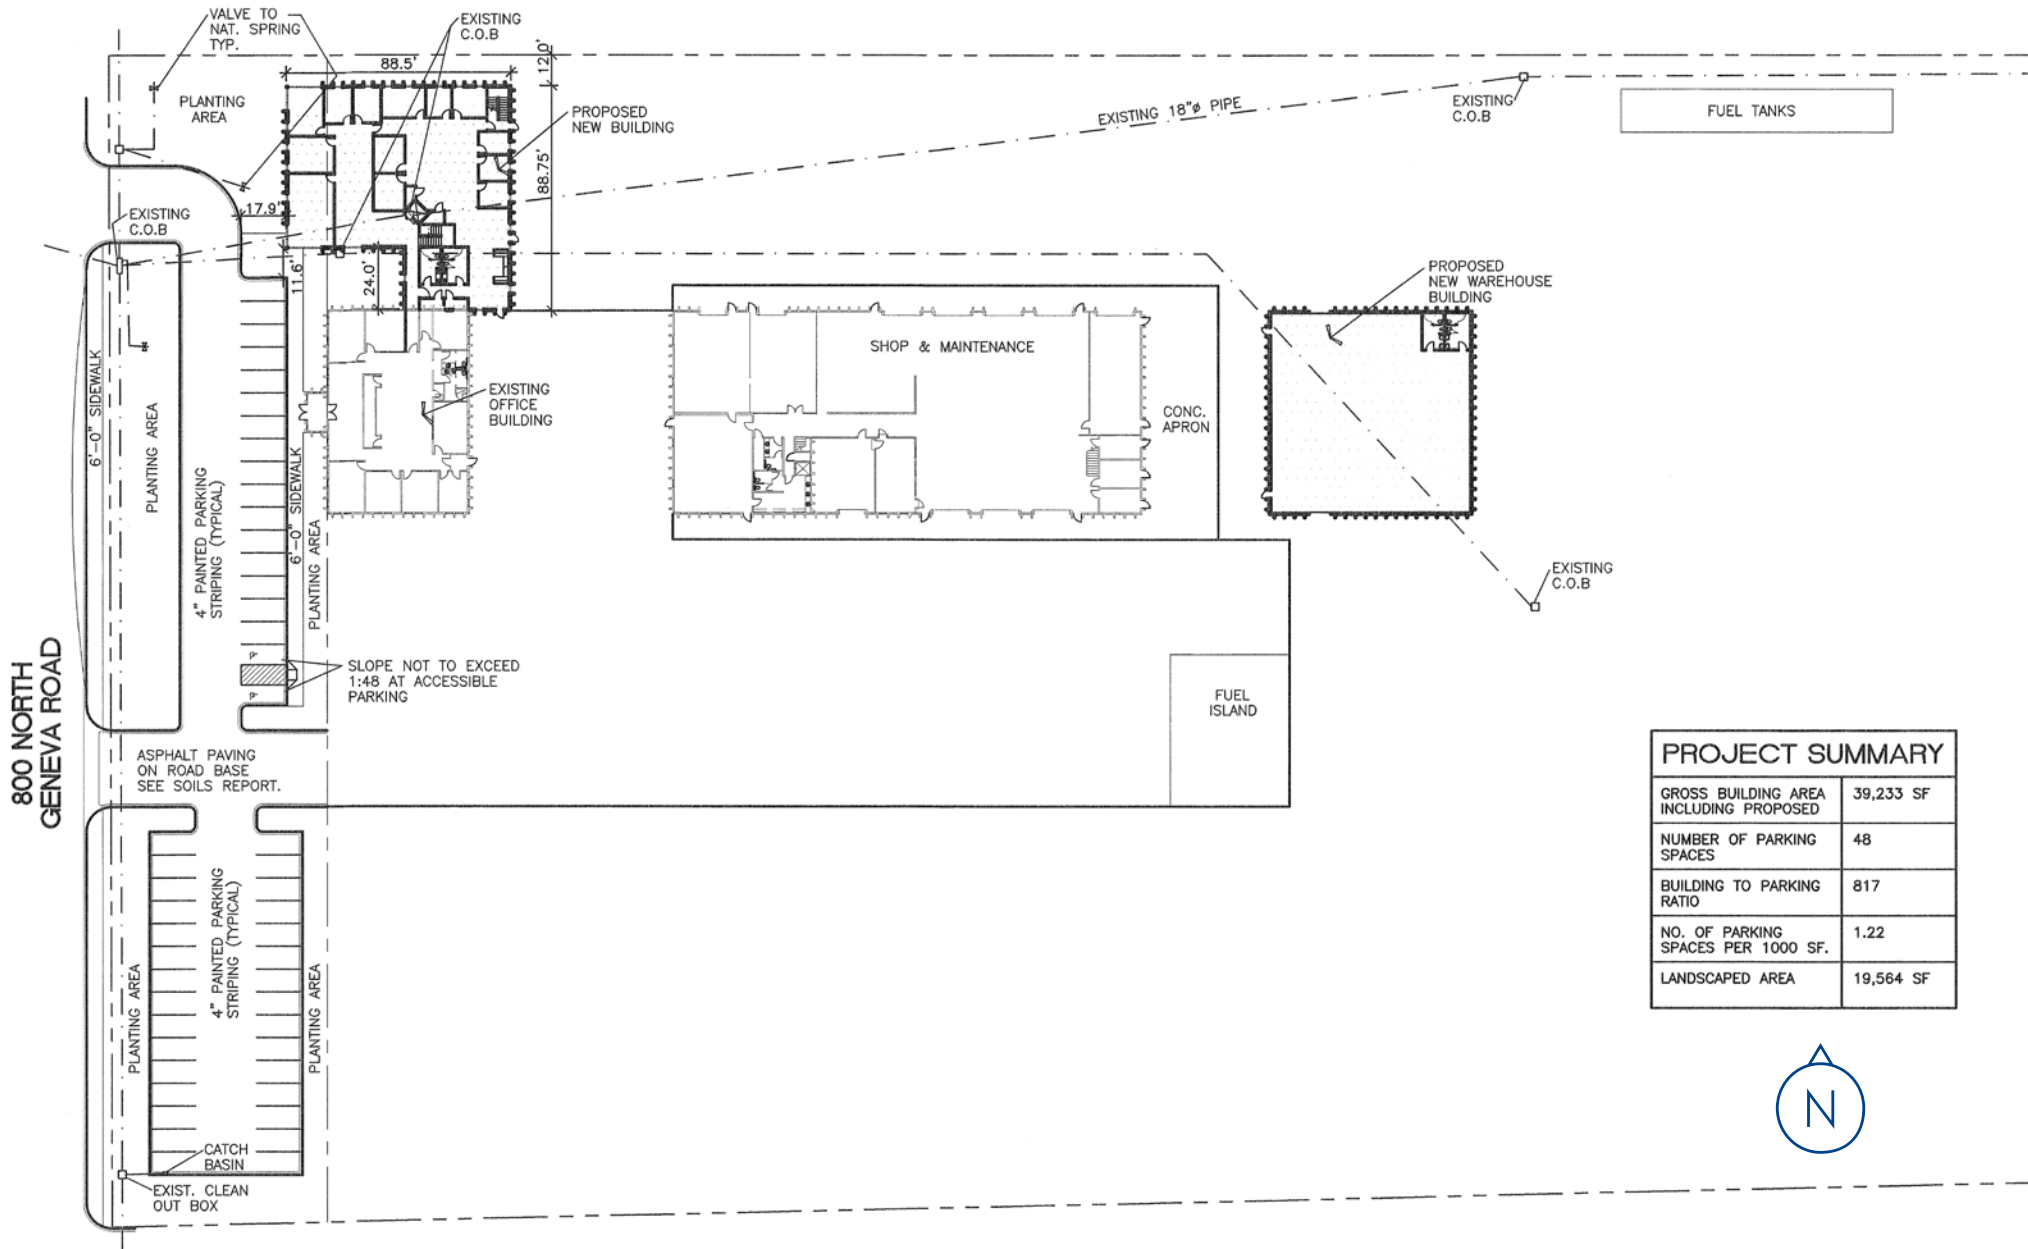 VALVE TO
NAT. SPRING
TYP.
EXISTING
C.O.B
88.5'
12.0'
PLANTING
AREA
PROPOSED
NEW BUILDING
EXISTING 18"ø PIPE
EXISTING
C.O.B
FUEL TANKS
88.75'
17.9'
EXISTING
C.O.B
11.6'
24.0'
PROPOSED
NEW WAREHOUSE
BUILDING
SHOP & MAINTENANCE
6'-0" SIDEWALK
PLANTING AREA
EXISTING
OFFICE
BUILDING
CONC.
APRON
4" PAINTED PARKING
STRIPING (TYPICAL)
6'-0" SIDEWALK
PLANTING AREA
EXISTING
C.O.B
800 NORTH
GENEVA ROAD
SLOPE NOT TO EXCEED
1:48 AT ACCESSIBLE
PARKING
FUEL
ISLAND
ASPHALT PAVING
ON ROAD BASE
SEE SOILS REPORT.
PROJECT SUMMARY
GROSS BUILDING AREA
INCLUDING PROPOSED
39,233 SF
NUMBER OF PARKING
SPACES
48
BUILDING TO PARKING
RATIO
817
NO. OF PARKING
SPACES PER 1000 SF.
1.22
LANDSCAPED AREA
19,564 SF
PLANTING AREA
4" PAINTED PARKING
STRIPING (TYPICAL)
PLANTING AREA
CATCH
BASIN
EXIST. CLEAN
OUT BOX
N